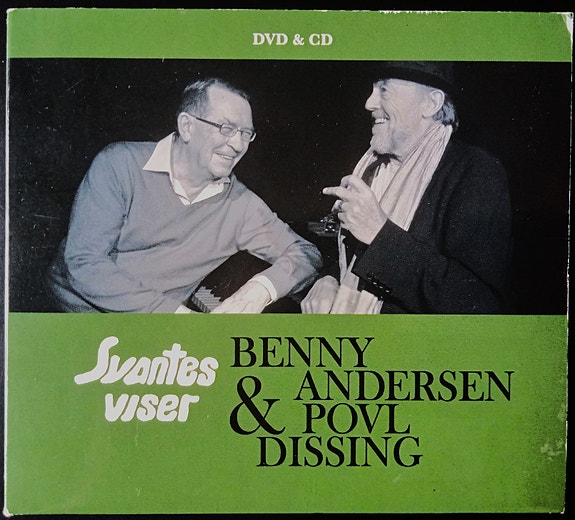 DVD & CD
Svantes
viser
BENNY
& ANDERSEN
POVL
DISSING